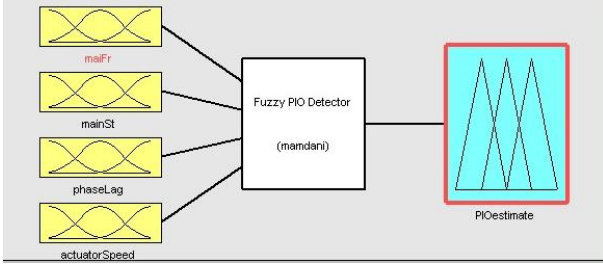 maiFr
mainSt
phaseLag
actuatorSpeed
Fuzzy PIO Detector
(mamdani)
PIOestimate